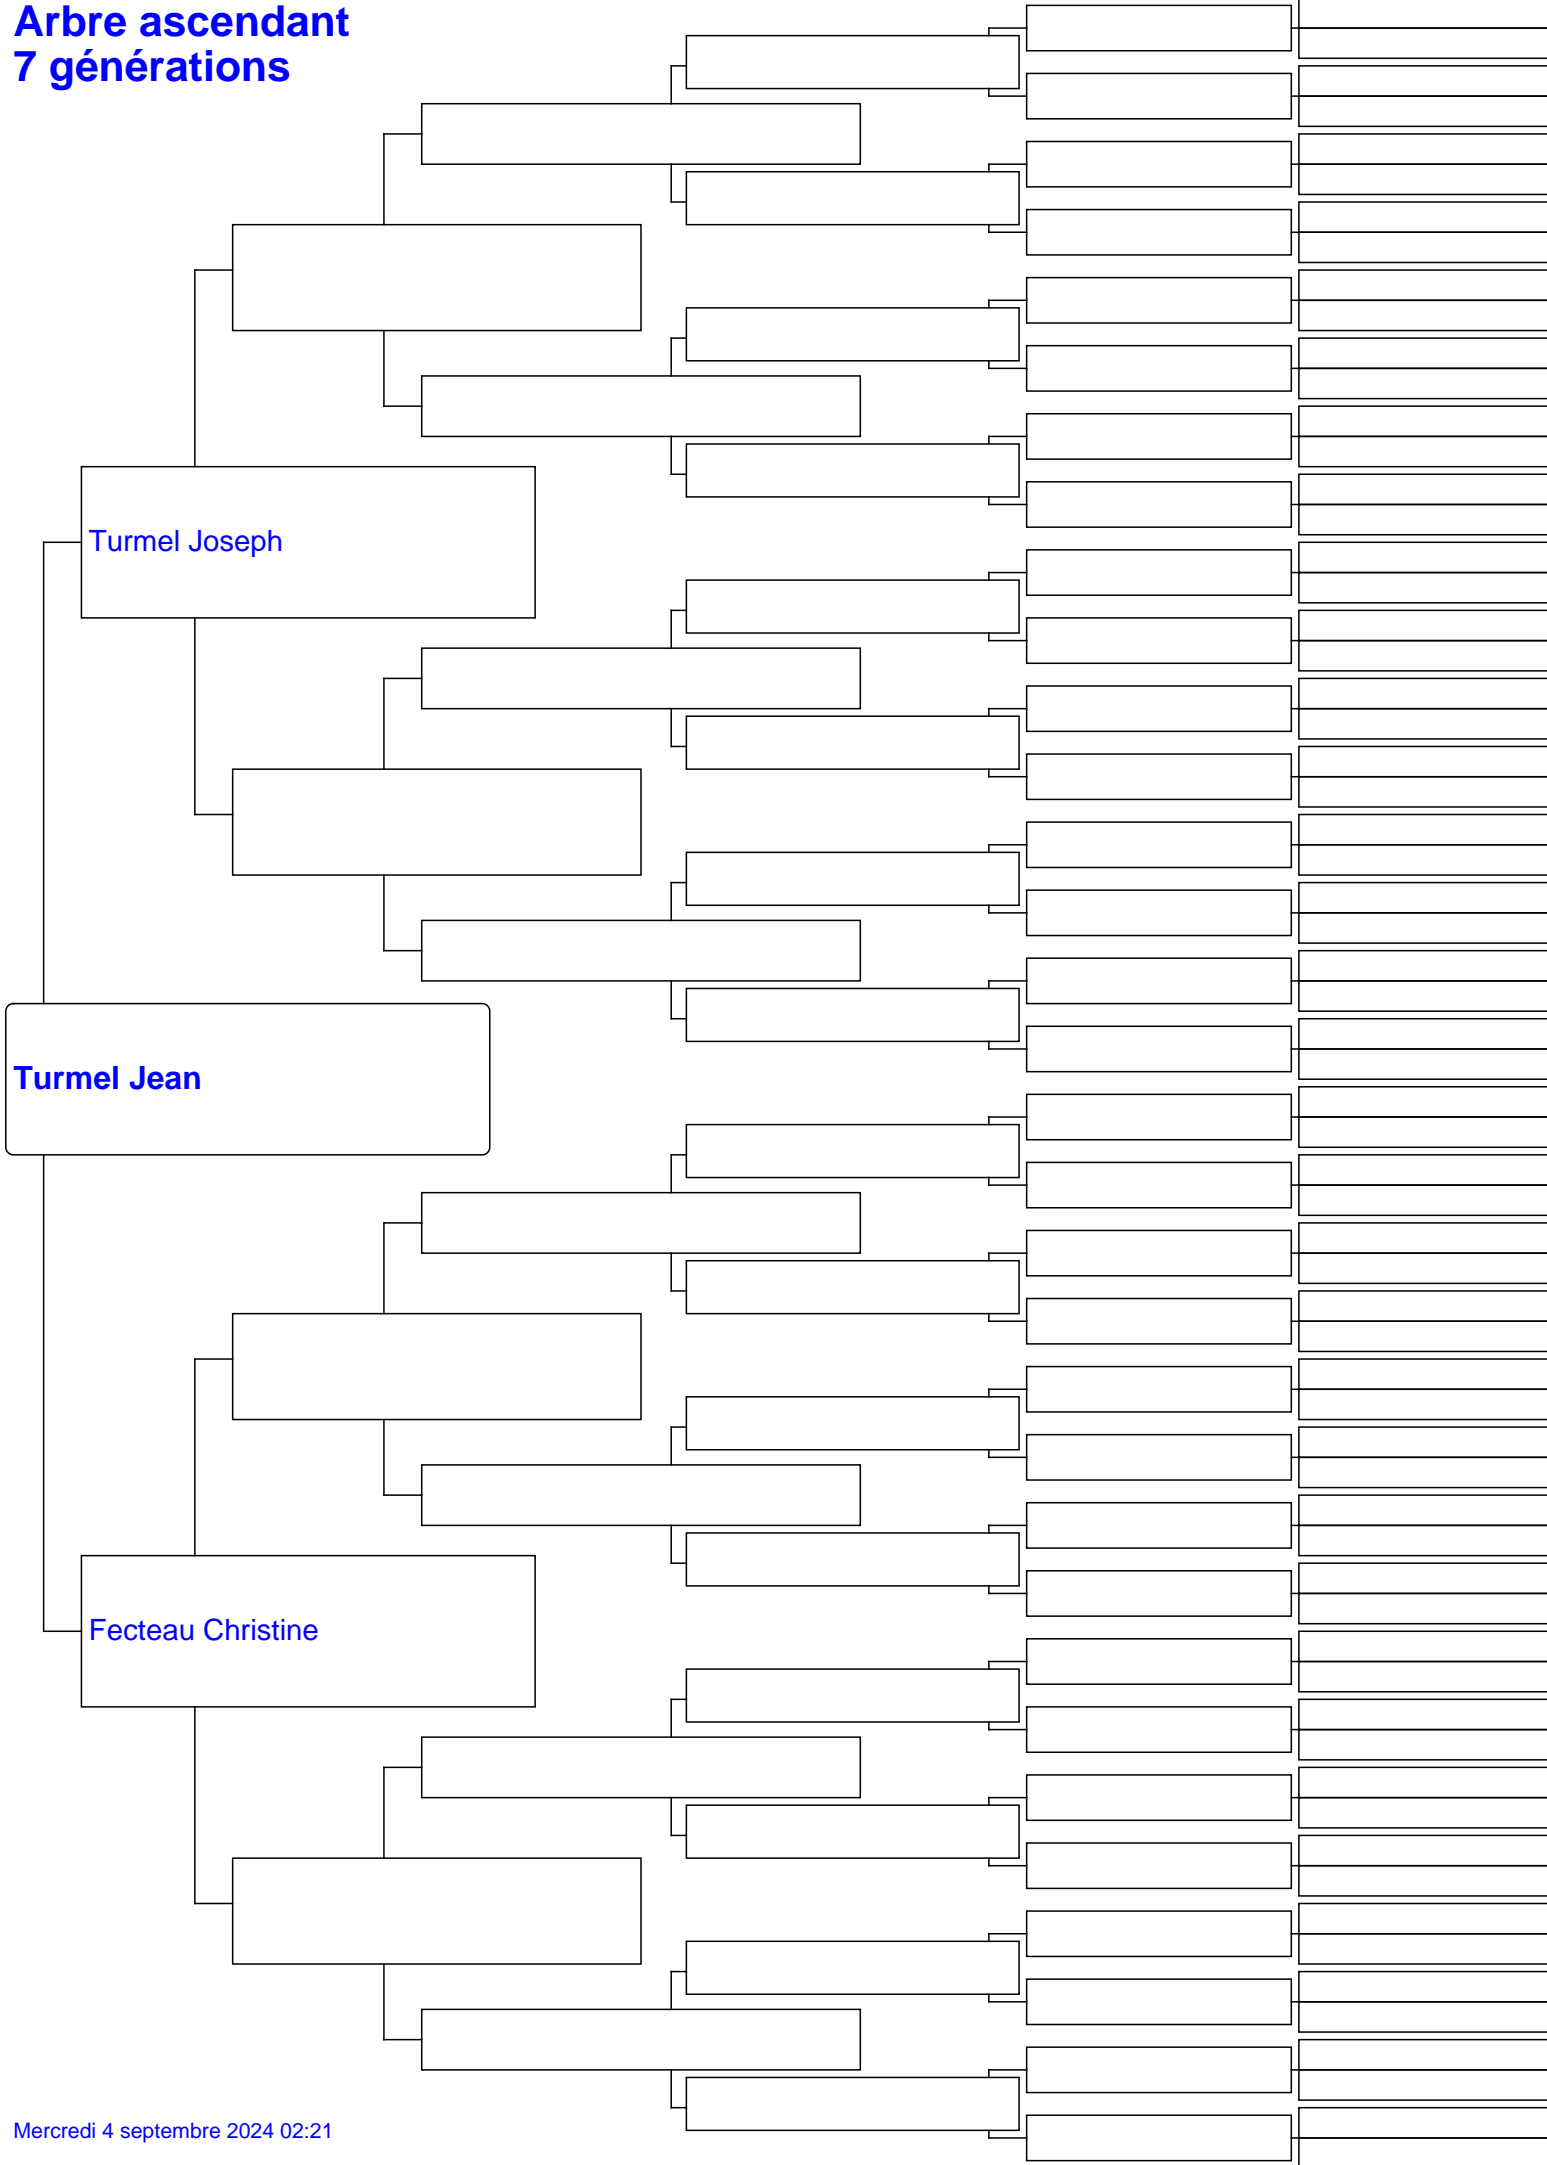 Arbre ascendant
7 générations
Turmel Joseph
Turmel Jean
Fecteau Christine
Mercredi 4 septembre 2024 02:21